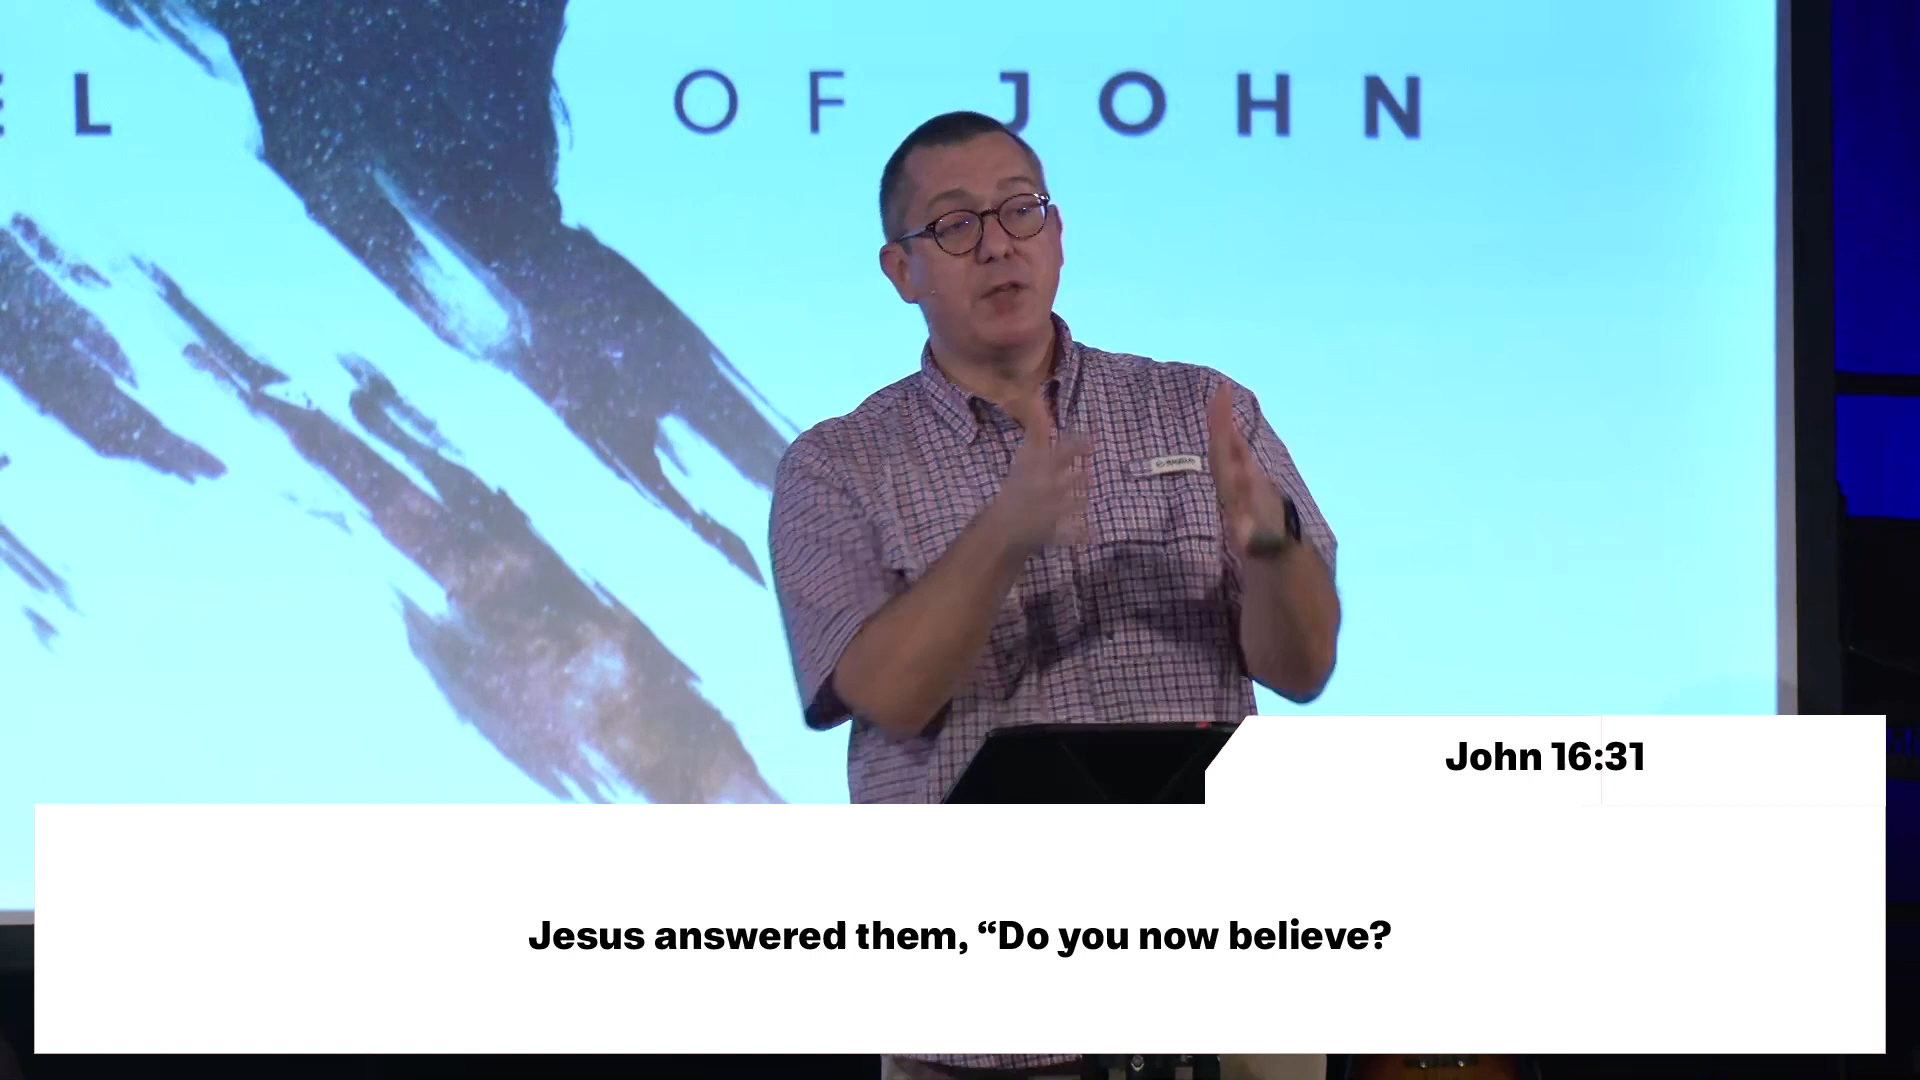 EL OF JOHN
John 16:31
Jesus answered them, “Do you now believe?